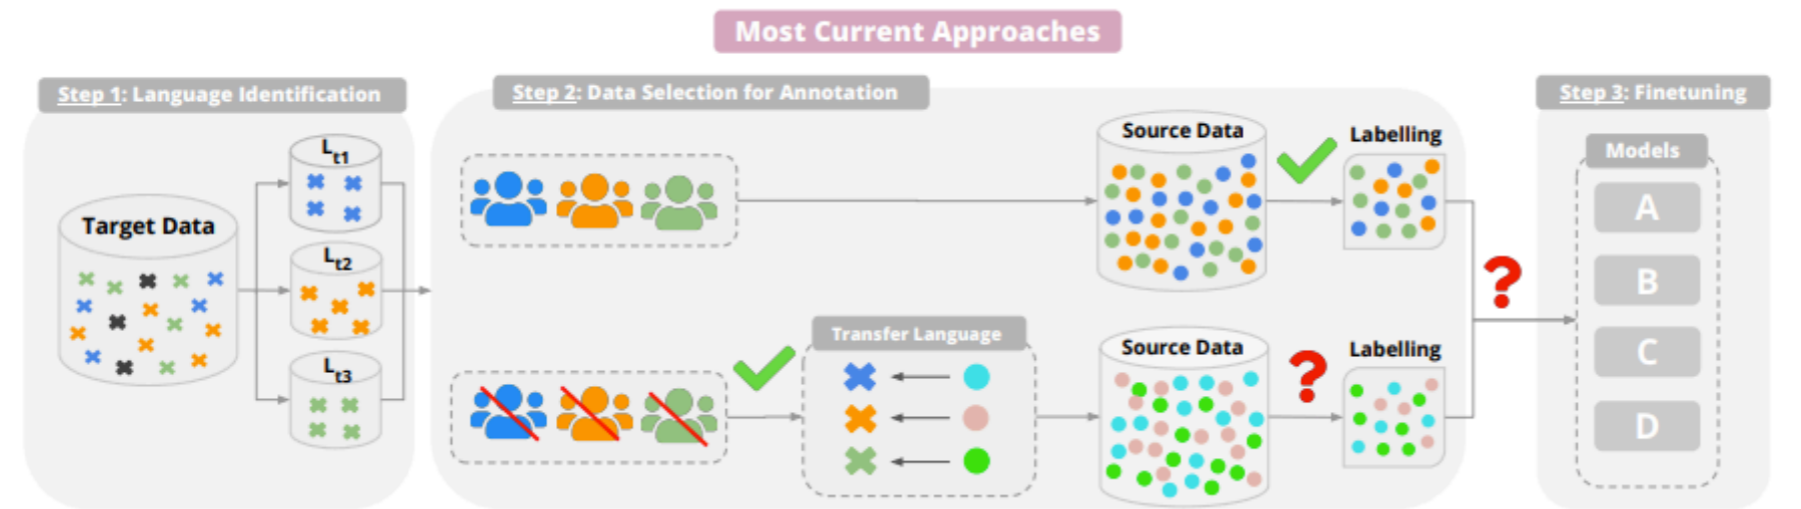 Most Current Approaches
Step 1: Language Identification
Target Data
Lt1
Lt2
Lt3
Step 2: Data Selection for Annotation
Source Data
Labelling
Transfer Language
Source Data
Labelling
?
?
Step 3: Finetuning
Models
A
B
C
D